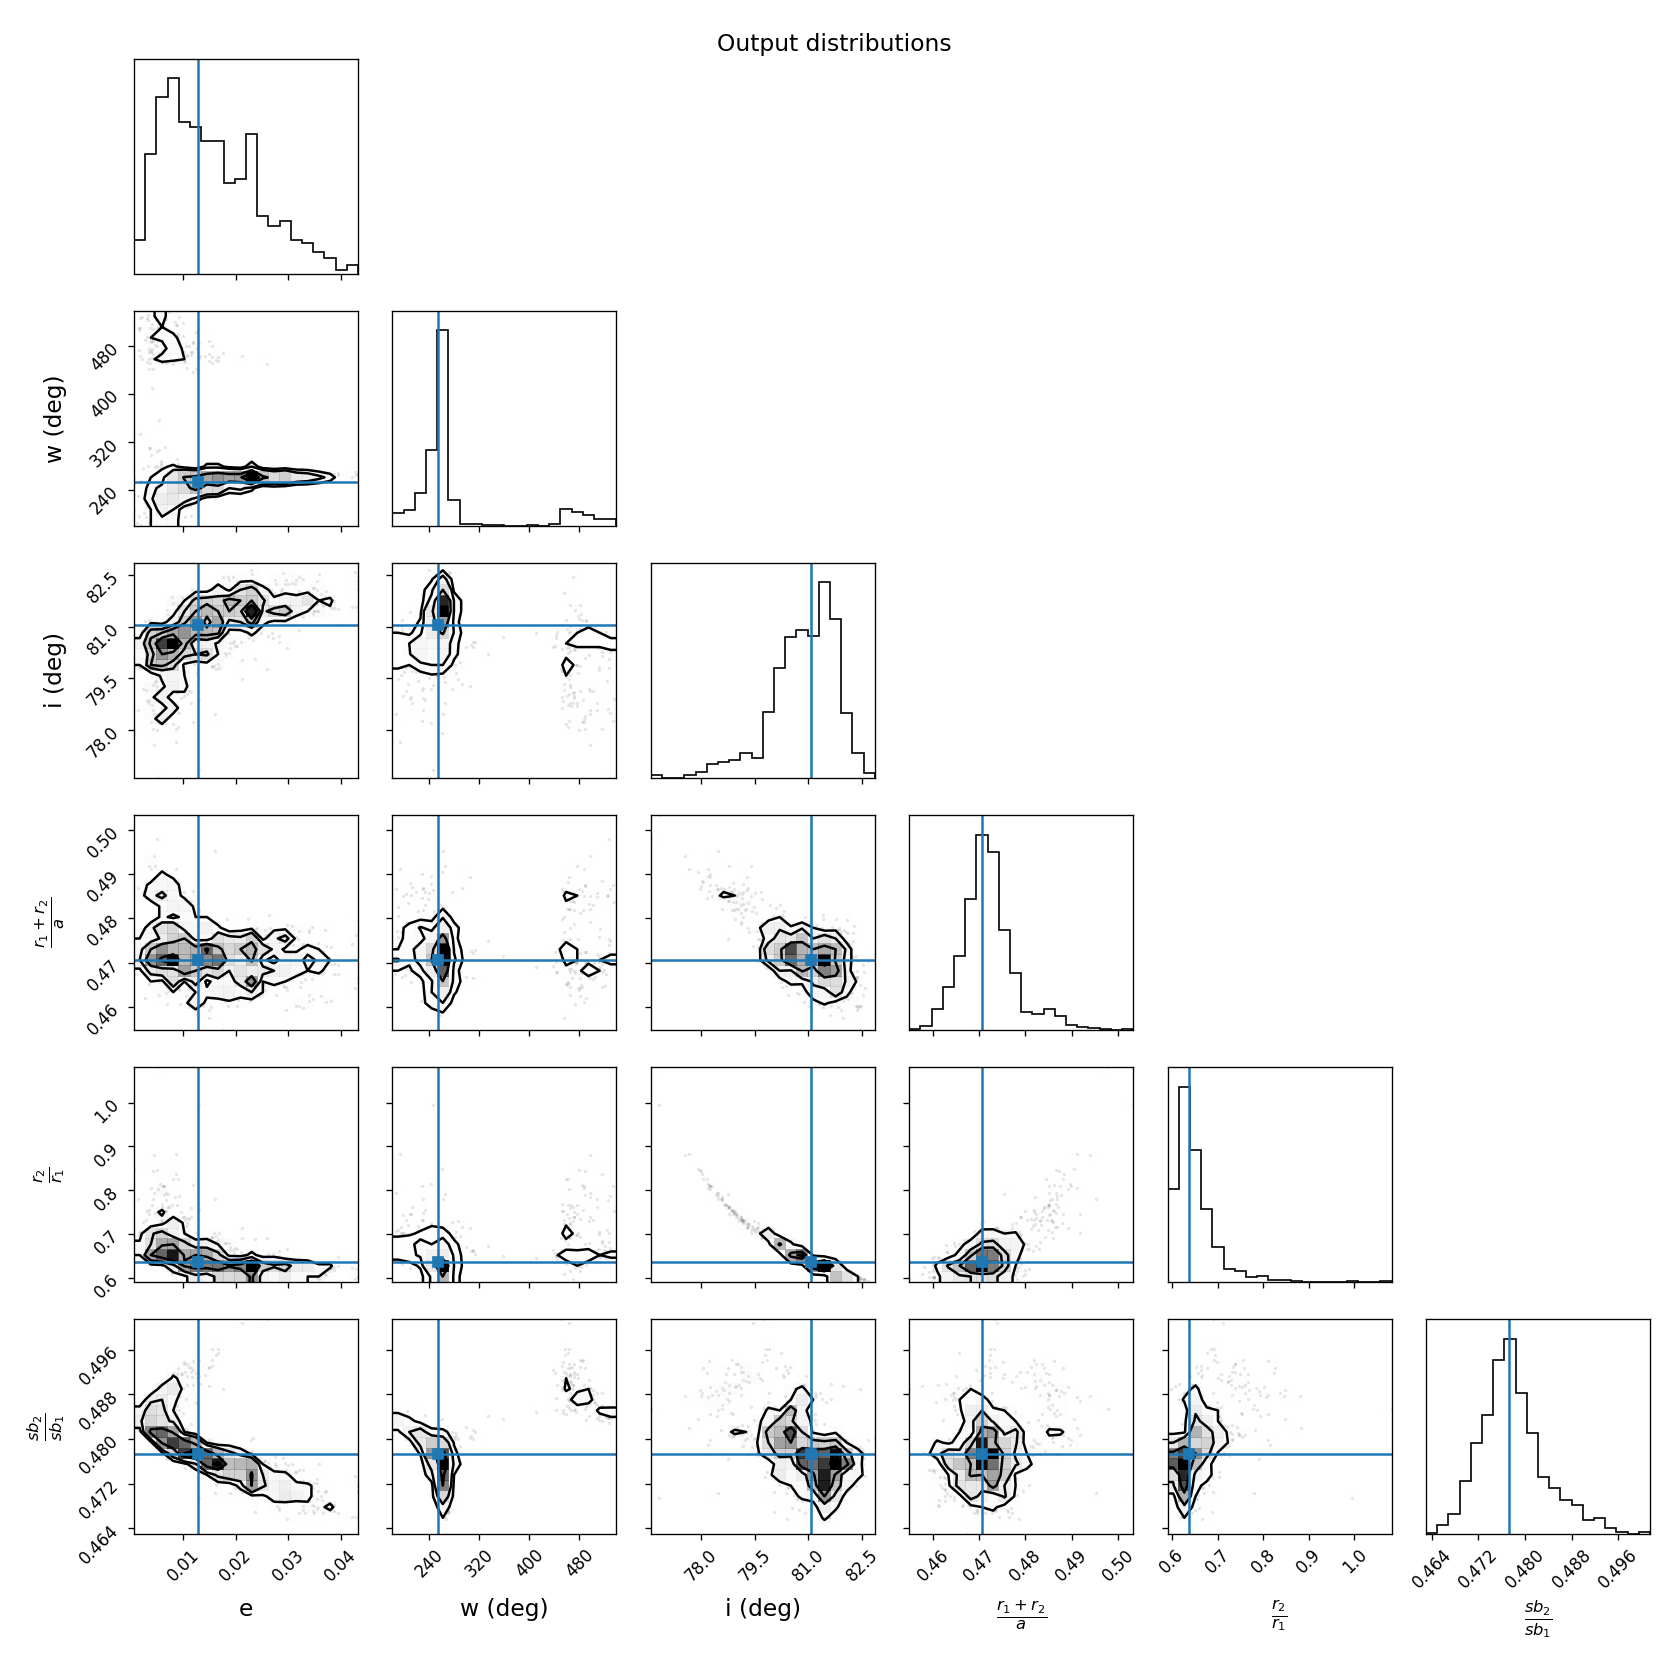 Output distributions
480
400
320
240
w (deg)
82.5
81.0
79.5
78.0
i (deg)
0.50
0.49
0.48
0.47
0.46
r₁ + r₂
a
1.0
0.9
0.8
0.7
0.6
r₂
r₁
0.496
0.488
0.480
0.472
0.464
sb₂
sb₁
0.01 0.02 0.03 0.04
240 320 400 480
78.0 79.5 81.0 82.5
0.46 0.47 0.48 0.49 0.50
0.6 0.7 0.8 0.9 1.0
0.464 0.472 0.480 0.488 0.496
e
w (deg)
i (deg)
r₁ + r₂
a
r₂
r₁
sb₂
sb₁